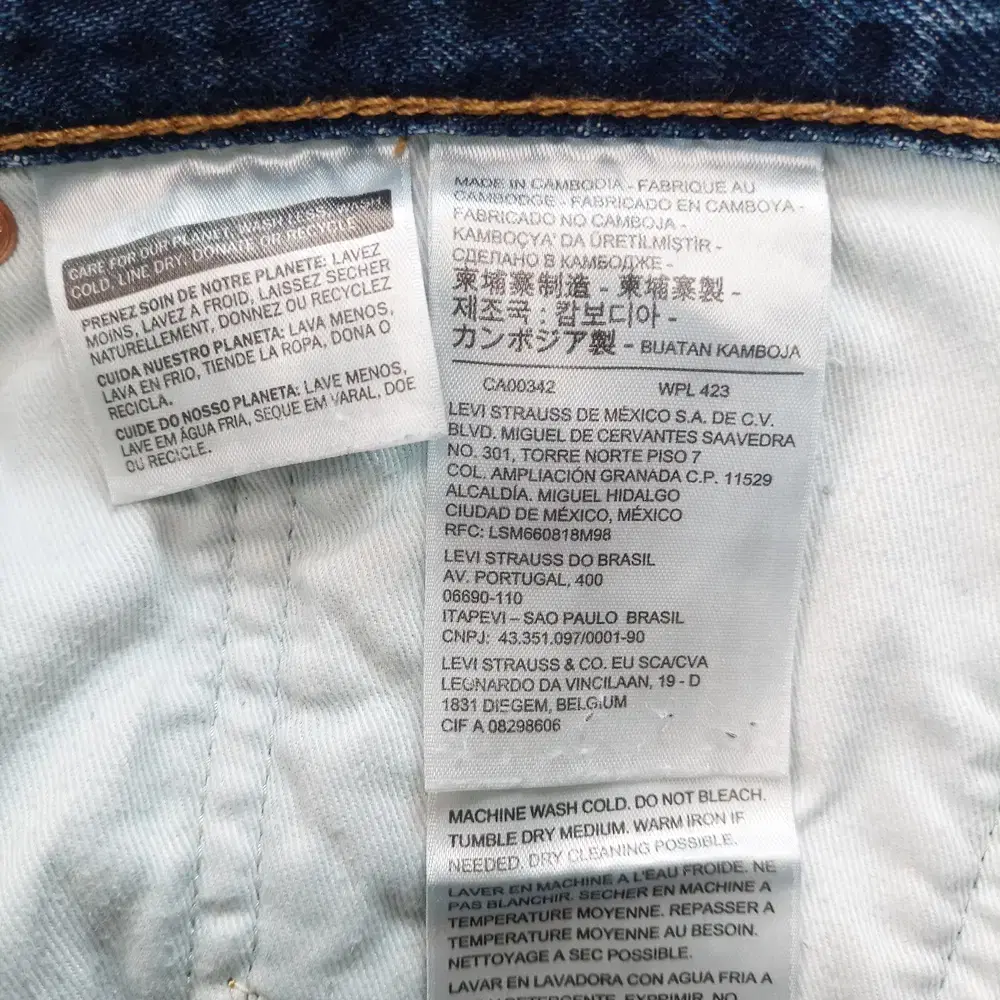 CARE FOR OUR PLANET: WASH LESS, WASH
COLD, LINE DRY, DONATE OR RECYCLE.
PRENEZ SOIN DE NOTRE PLANETE: LAVEZ
MOINS, LAVEZ A FROID, LAISSEZ SECHER
NATURELLEMENT, DONNEZ OU RECYCLEZ
CUIDA NUESTRO PLANETA: LAVA MENOS,
LAVA EN FRIO, TIENDE LA ROPA, DONA O
RECICLA.
CUIDE DO NOSSO PLANETA: LAVE MENOS,
LAVE EM ÁGUA FRIA, SEQUE EM VARAL, DOE
OU RECICLE.
MADE IN CAMBODIA - FABRIQUE AU
CAMBODGE - FABRICADO EN CAMBOYA -
FABRICADO NO CAMBOJA -
KAMBOÇYA' DA ÜRETILMIŞTIR -
СДЕЛАНО В КАМБОДЖЕ -
柬埔寨制造 - 柬埔寨製 -
제조국 : 캄보디아 -
カンボジア製 - BUATAN KAMBOJA
CA00342 WPL 423
LEVI STRAUSS DE MÉXICO S.A. DE C.V.
BLVD. MIGUEL DE CERVANTES SAAVEDRA
NO. 301, TORRE NORTE PISO 7
COL. AMPLIACIÓN GRANADA C.P. 11529
ALCALDÍA. MIGUEL HIDALGO
CIUDAD DE MÉXICO, MÉXICO
RFC: LSM660818M98
LEVI STRAUSS DO BRASIL
AV. PORTUGAL, 400
06690-110
ITAPEVI – SAO PAULO BRASIL
CNPJ: 43.351.097/0001-90
LEVI STRAUSS & CO. EU SCA/CVA
LEONARDO DA VINCILAAN, 19 - D
1831 DIEGEM, BELGIUM
CIF A 08298606
MACHINE WASH COLD. DO NOT BLEACH.
TUMBLE DRY MEDIUM. WARM IRON IF
NEEDED. DRY CLEANING POSSIBLE.
LAVER EN MACHINE A L'EAU FROIDE. NE
PAS BLANCHIR. SECHER EN MACHINE A
TEMPERATURE MOYENNE. REPASSER A
TEMPERATURE MOYENNE AU BESOIN.
NETTOYAGE A SEC POSSIBLE.
LAVAR EN LAVADORA CON AGUA FRIA A
DETERGENTE. EXPRIMIR. NO